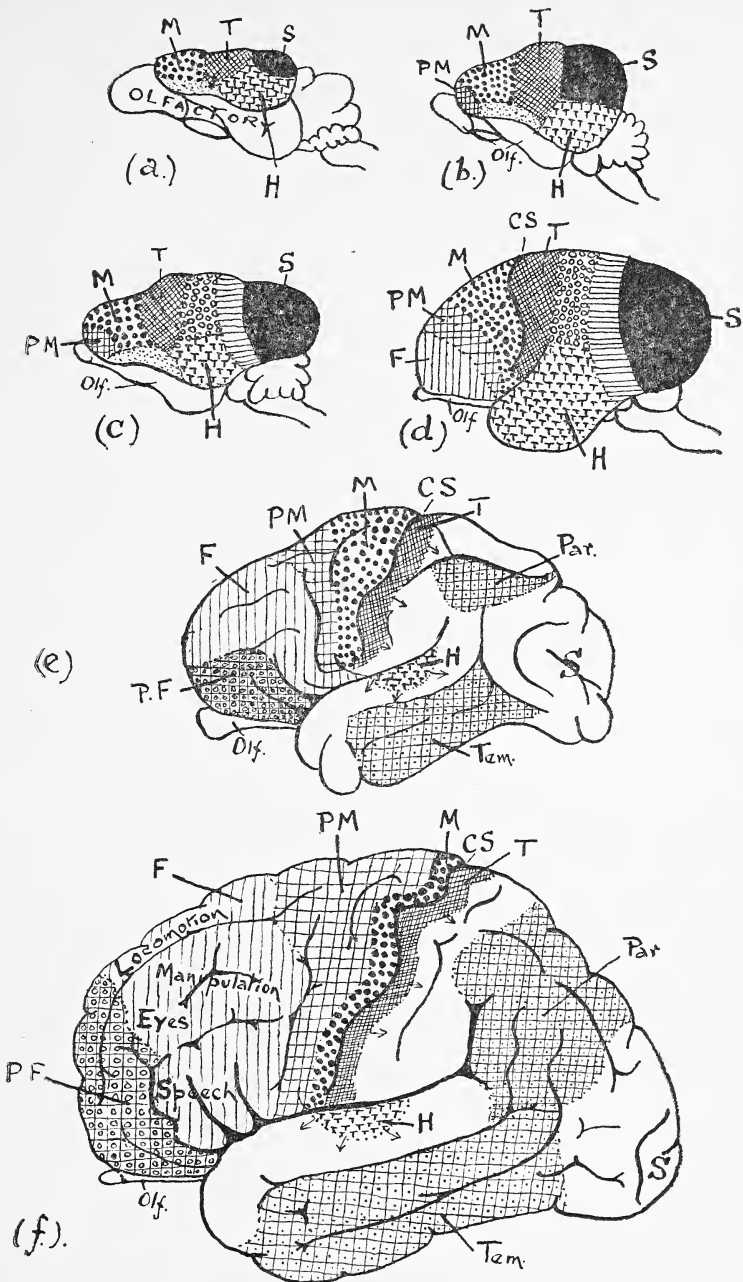 M T S
OLFACTORY
H
(a.)
M T
PM S
Olf.
H
(b.)
M T S
PM
Olf.
H
(c)
CS T
M
PM
F S
Olf
H
(d)
M CS
PM T
F Par.
H
S
P.F
Olf.
Tem.
(e)
PM M
CS T
F
Locomotion
Manipulation
Par
Eyes
PF
Speech
H
S
Olf.
Tem.
(f).